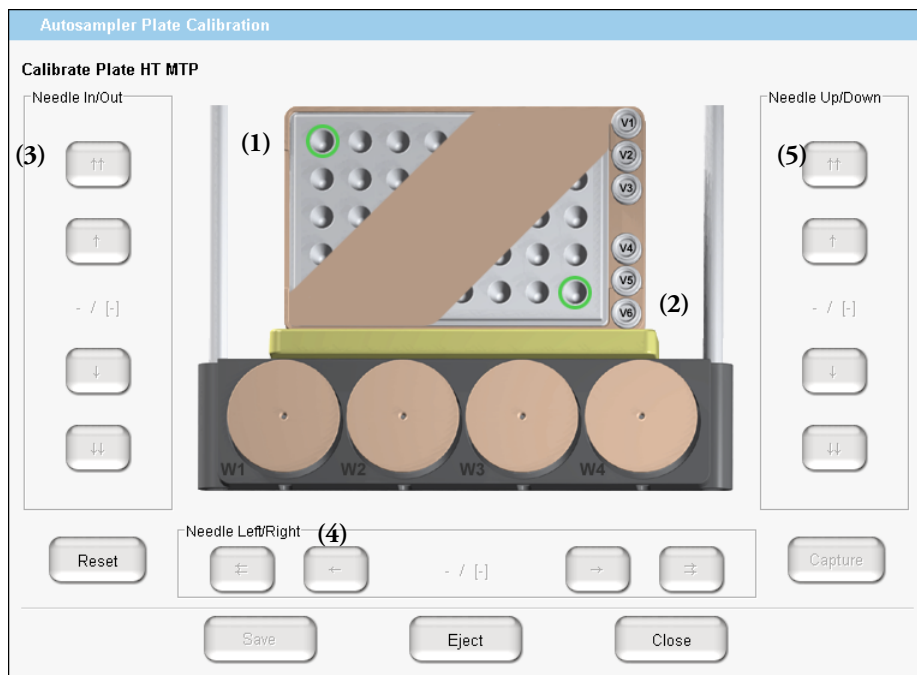 Autosampler Plate Calibration
Calibrate Plate HT MTP
Needle In/Out
Needle Up/Down
(1)
V1
(3)
(5)
↑↑
↑↑
V2
V3
↑
↑
V4
- / [-]
- / [-]
V5
(2)
V6
↓
↓
W1 W2 W3 W4
↓↓
↓↓
Needle Left/Right
(4)
Reset
⇇ ← - / [-] → ⇉
Capture
Save Eject Close